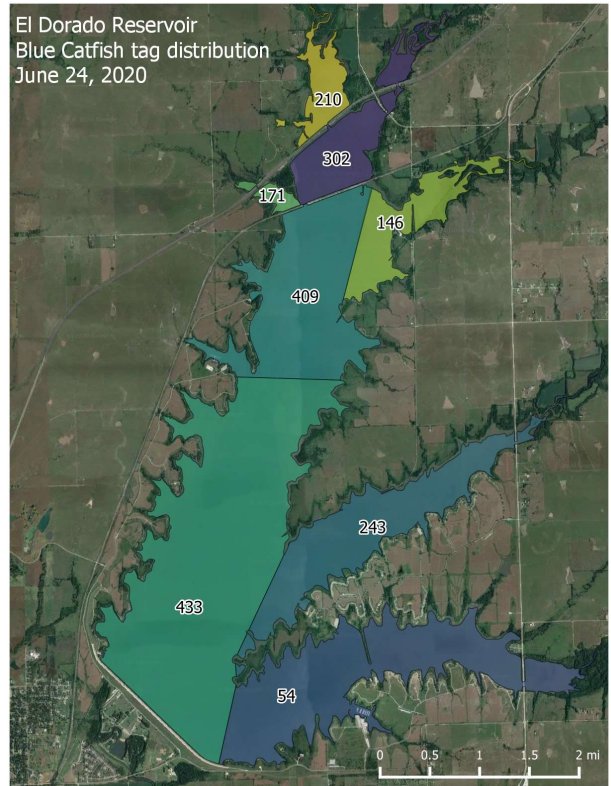 El Dorado Reservoir
Blue Catfish tag distribution
June 24, 2020
210
302
171
146
409
243
433
54
0 0.5 1 1.5 2 mi